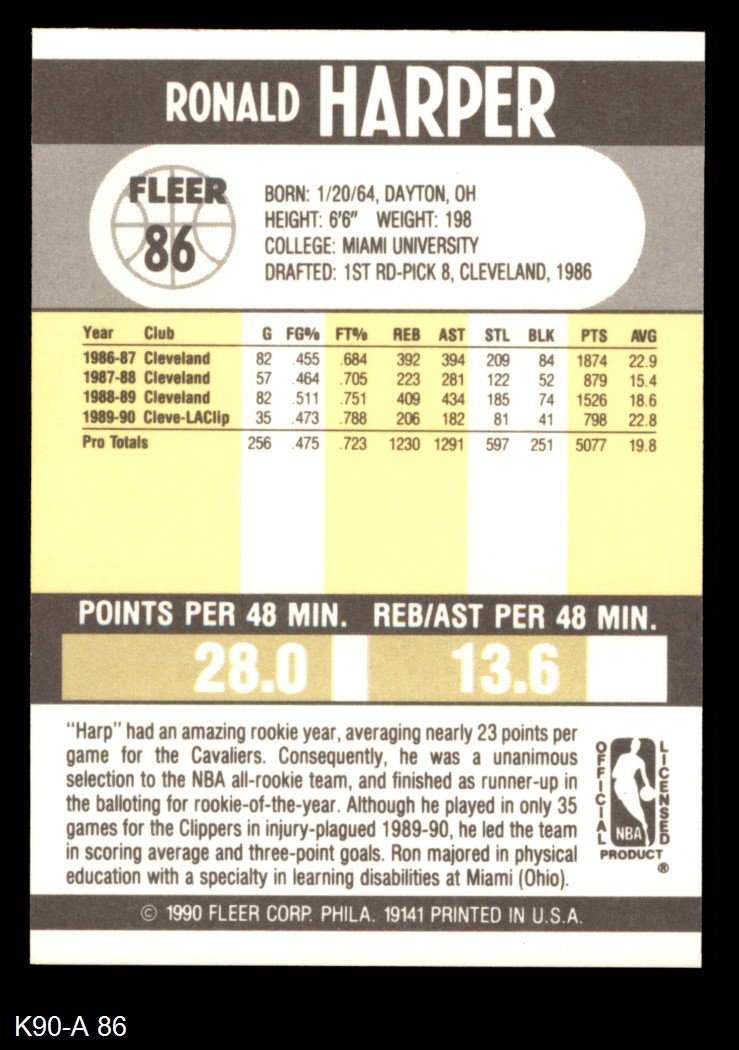 RONALD HARPER
FLEER
86
BORN: 1/20/64, DAYTON, OH
HEIGHT: 6'6" WEIGHT: 198
COLLEGE: MIAMI UNIVERSITY
DRAFTED: 1ST RD-PICK 8, CLEVELAND, 1986
Year Club G FG% FT% REB AST STL BLK PTS AVG
1986-87 Cleveland 82 .455 .684 392 394 209 84 1874 22.9
1987-88 Cleveland 57 .464 .705 223 281 122 52 879 15.4
1988-89 Cleveland 82 .511 .751 409 434 185 74 1526 18.6
1989-90 Cleve-LAClip 35 .473 .788 206 182 81 41 798 22.8
Pro Totals 256 .475 .723 1230 1291 597 251 5077 19.8
POINTS PER 48 MIN. REB/AST PER 48 MIN.
28.0 13.6
"Harp" had an amazing rookie year, averaging nearly 23 points per
game for the Cavaliers. Consequently, he was a unanimous
selection to the NBA all-rookie team, and finished as runner-up in
the balloting for rookie-of-the-year. Although he played in only 35
games for the Clippers in injury-plagued 1989-90, he led the team
in scoring average and three-point goals. Ron majored in physical
education with a specialty in learning disabilities at Miami (Ohio).
OFFICIAL
LICENSED
NBA
PRODUCT
®
© 1990 FLEER CORP. PHILA. 19141 PRINTED IN U.S.A.
K90-A 86